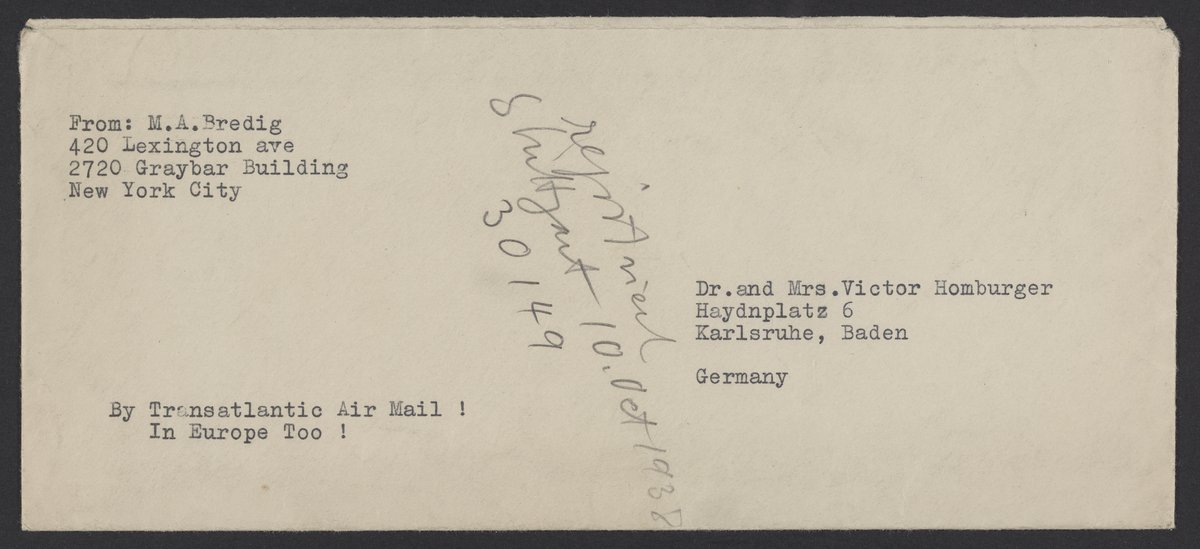 From: M.A.Bredig
420 Lexington ave
2720 Graybar Building
New York City
registriert
Stuttgart 10.Oct 1938
30149
Dr.and Mrs.Victor Homburger
Haydnplatz 6
Karlsruhe, Baden
Germany
By Transatlantic Air Mail !
In Europe Too !